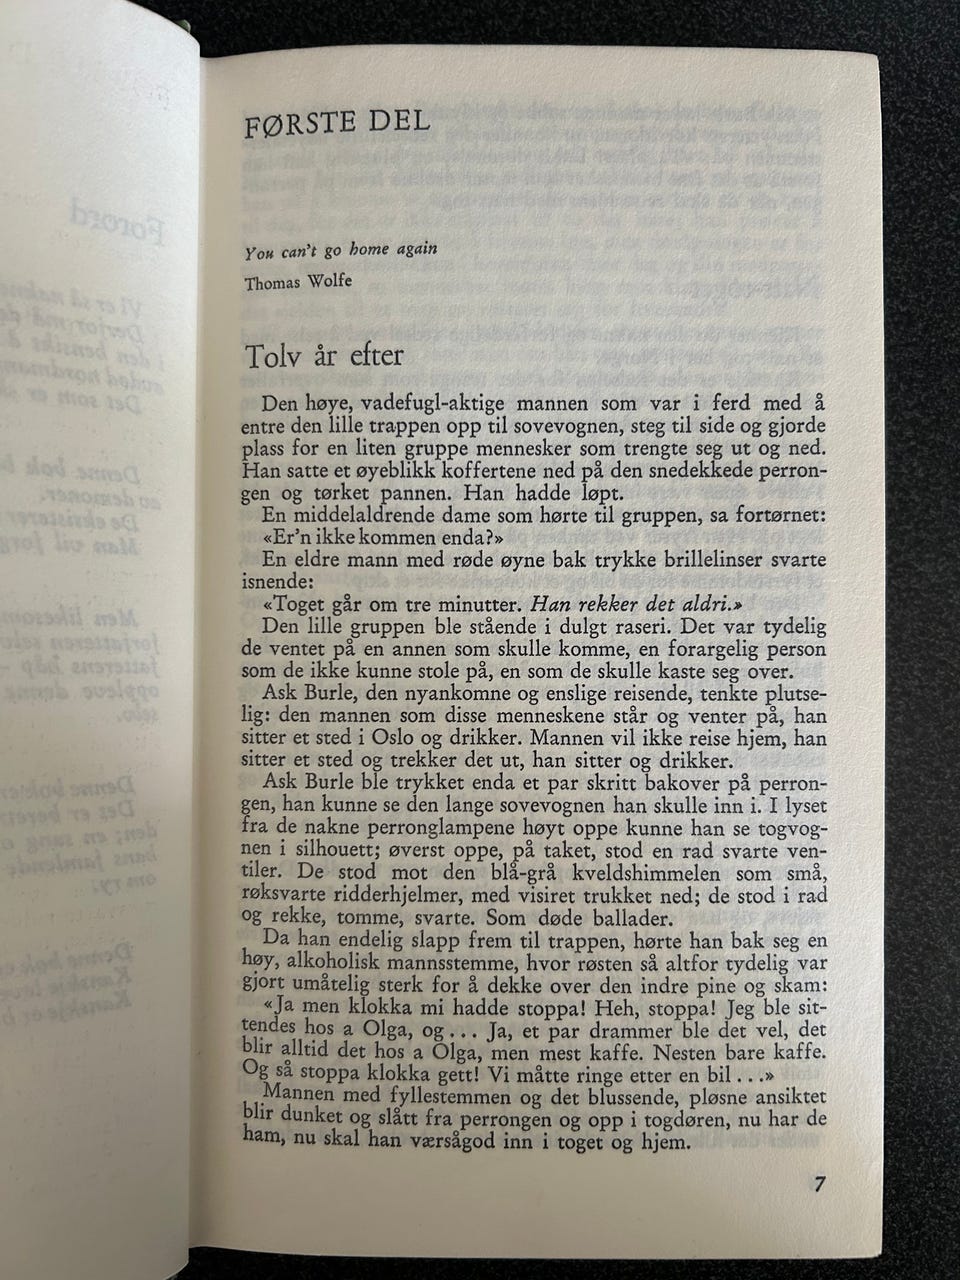 FØRSTE DEL
You can't go home again
Thomas Wolfe
Tolv år efter
Den høye, vadefugl-aktige mannen som var i ferd med å
entre den lille trappen opp til sovevognen, steg til side og gjorde
plass for en liten gruppe mennesker som trengte seg ut og ned.
Han satte et øyeblikk koffertene ned på den snedekkede perron-
gen og tørket pannen. Han hadde løpt.
En middelaldrende dame som hørte til gruppen, sa fortørnet:
«Er'n ikke kommen enda?»
En eldre mann med røde øyne bak trykke brillelinser svarte
isnende:
«Toget går om tre minutter. Han rekker det aldri.»
Den lille gruppen ble stående i dulgt raseri. Det var tydelig
de ventet på en annen som skulle komme, en forargelig person
som de ikke kunne stole på, en som de skulle kaste seg over.
Ask Burle, den nyankomne og enslige reisende, tenkte plutse-
lig: den mannen som disse menneskene står og venter på, han
sitter et sted i Oslo og drikker. Mannen vil ikke reise hjem, han
sitter et sted og trekker det ut, han sitter og drikker.
Ask Burle ble trykket enda et par skritt bakover på perron-
gen, han kunne se den lange sovevognen han skulle inn i. I lyset
fra de nakne perronglampene høyt oppe kunne han se togvog-
nen i silhouett; øverst oppe, på taket, stod en rad svarte ven-
tiler. De stod mot den blå-grå kveldshimmelen som små,
røksvarte ridderhjelmer, med visiret trukket ned; de stod i rad
og rekke, tomme, svarte. Som døde ballader.
Da han endelig slapp frem til trappen, hørte han bak seg en
høy, alkoholisk mannsstemme, hvor røsten så altfor tydelig var
gjort umåtelig sterk for å dekke over den indre pine og skam:
«Ja men klokka mi hadde stoppa! Heh, stoppa! Jeg ble sit-
tendes hos a Olga, og... Ja, et par drammer ble det vel, det
blir alltid det hos a Olga, men mest kaffe. Nesten bare kaffe.
Og så stoppa klokka gett! Vi måtte ringe etter en bil...»
Mannen med fyllestemmen og det blussende, pløsne ansiktet
blir dunket og slått fra perrongen og opp i togdøren, nu har de
ham, nu skal han værsågod inn i toget og hjem.
7